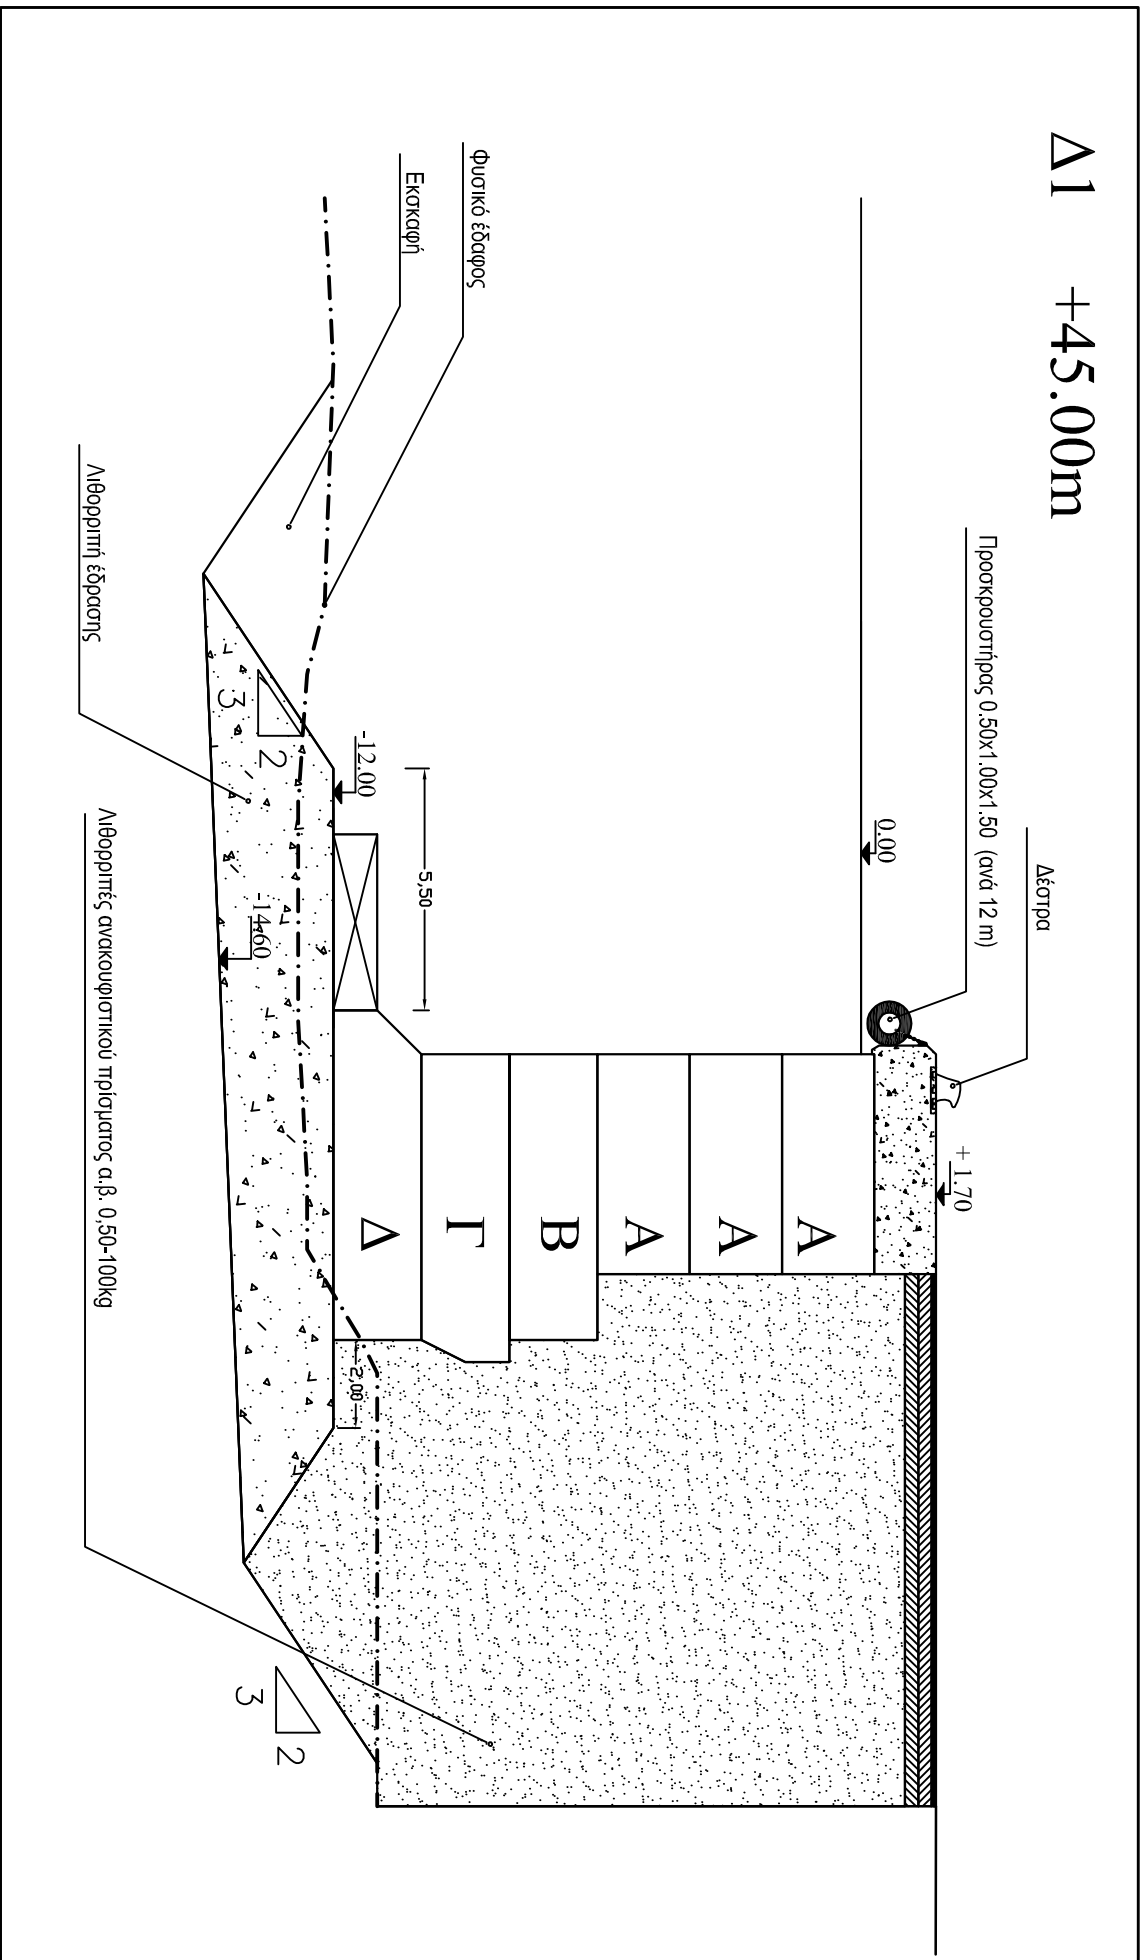 Δ1 +45.00m
Δέστρα
Προσκρουστήρας 0.50x1.00x1.50 (ανά 12 m)
+ 1.70
0.00
Α
Α
Α
Β
Γ
Δ
φυσικό έδαφος
Εκσκαφή
5,50
-12.00
2,00
2
3
-14.60
2
3
Λιθορριπή έδρασης
Λιθορριπές ανακουφιστικού πρίσματος α.β. 0,50-100kg